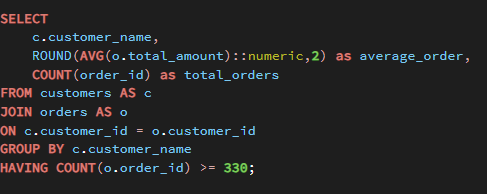 SELECT
    c.customer_name,
    ROUND(AVG(o.total_amount)::numeric,2) as average_order,
    COUNT(order_id) as total_orders
FROM customers AS c
JOIN orders AS o
ON c.customer_id = o.customer_id
GROUP BY c.customer_name
HAVING COUNT(o.order_id) >= 330;